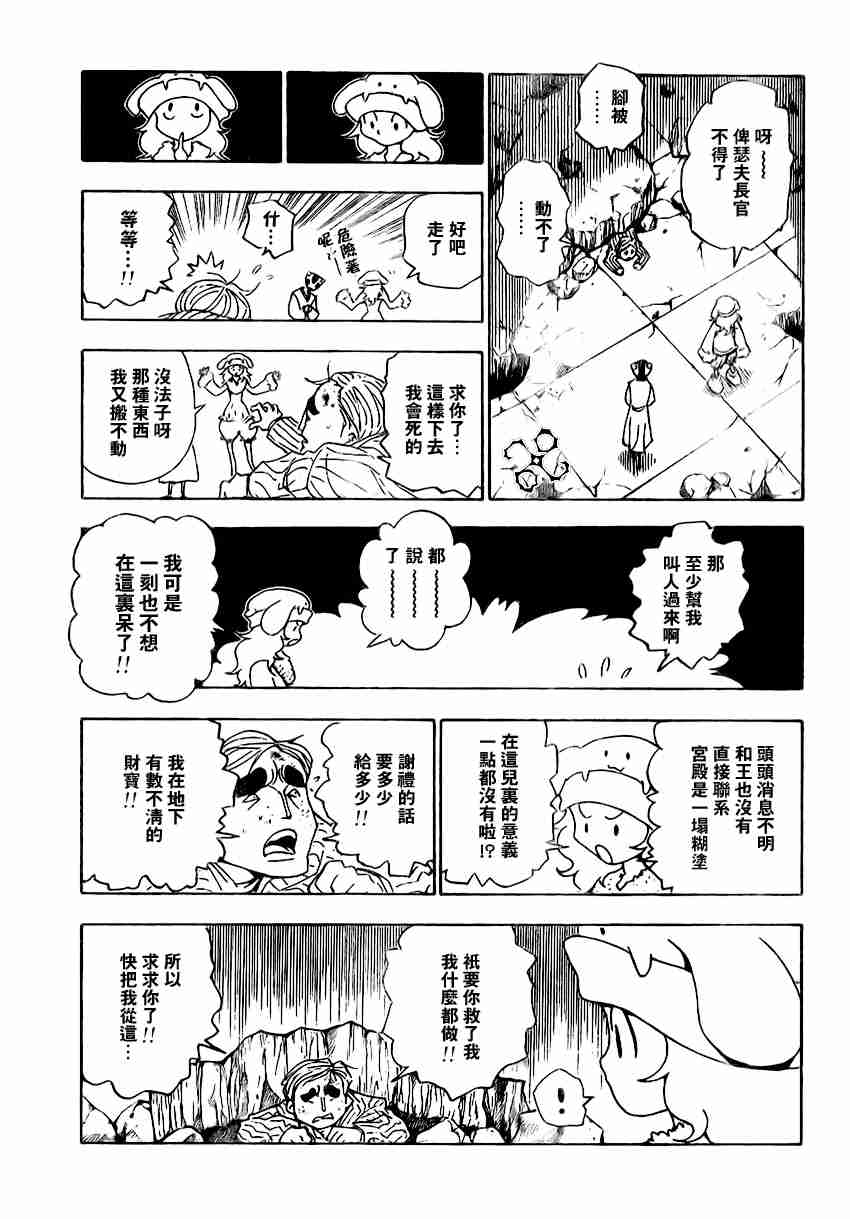 呀～～
俾瑟夫長官
不得了
腳被
……
動不了
……
好吧
走了
危險著
呢!!
什…
等等…!!
求你了…
這樣下去
我會死的
沒法子呀
那種東西
我又搬不動
那
至少幫我
叫人過來啊
都～～
說～～
了～～
我可是
一刻也不想
在這裏呆了!!
頭頭消息不明
和王也沒有
直接聯系
宮殿是一塌糊塗
在這兒裏的意義
一點都沒有啦!?
謝禮的話
要多少
給多少!!
我在地下
有數不清的
財寶!!
!
祇要你救了我
我什麼都做!!
所以
求求你了!!
快把我從這…